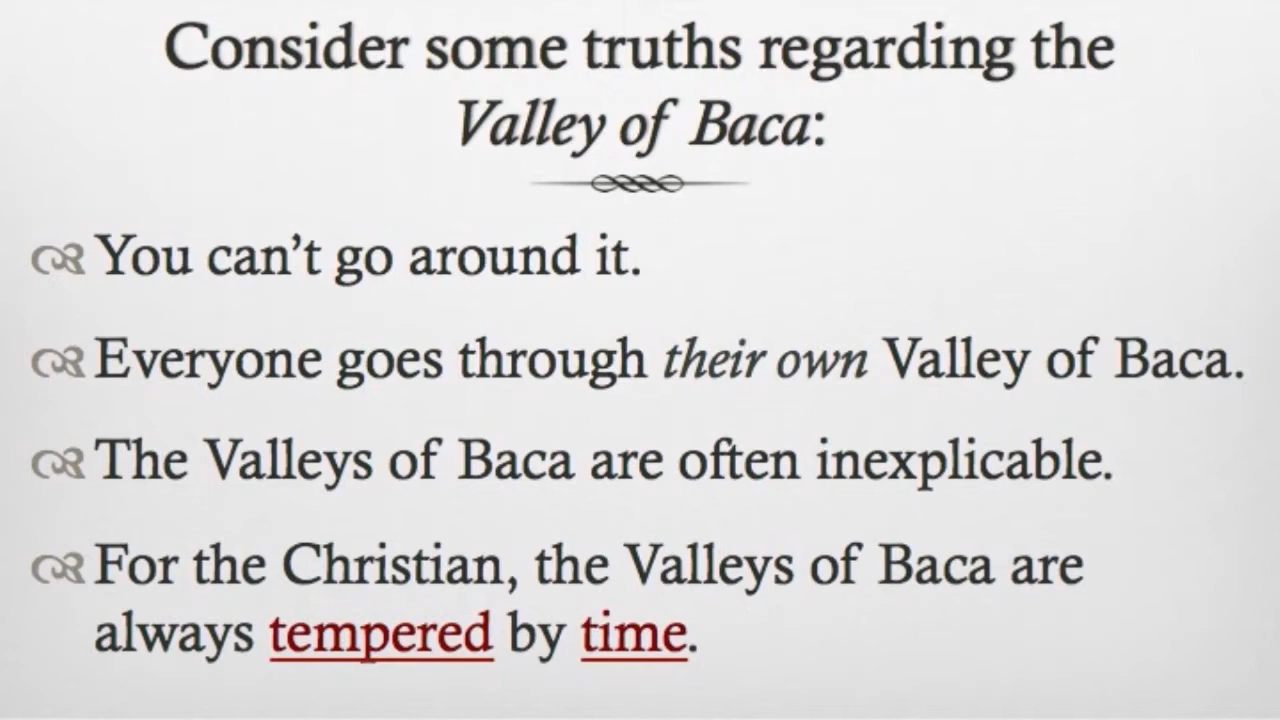 Consider some truths regarding the
Valley of Baca:
You can’t go around it.
Everyone goes through their own Valley of Baca.
The Valleys of Baca are often inexplicable.
For the Christian, the Valleys of Baca are
always tempered by time.